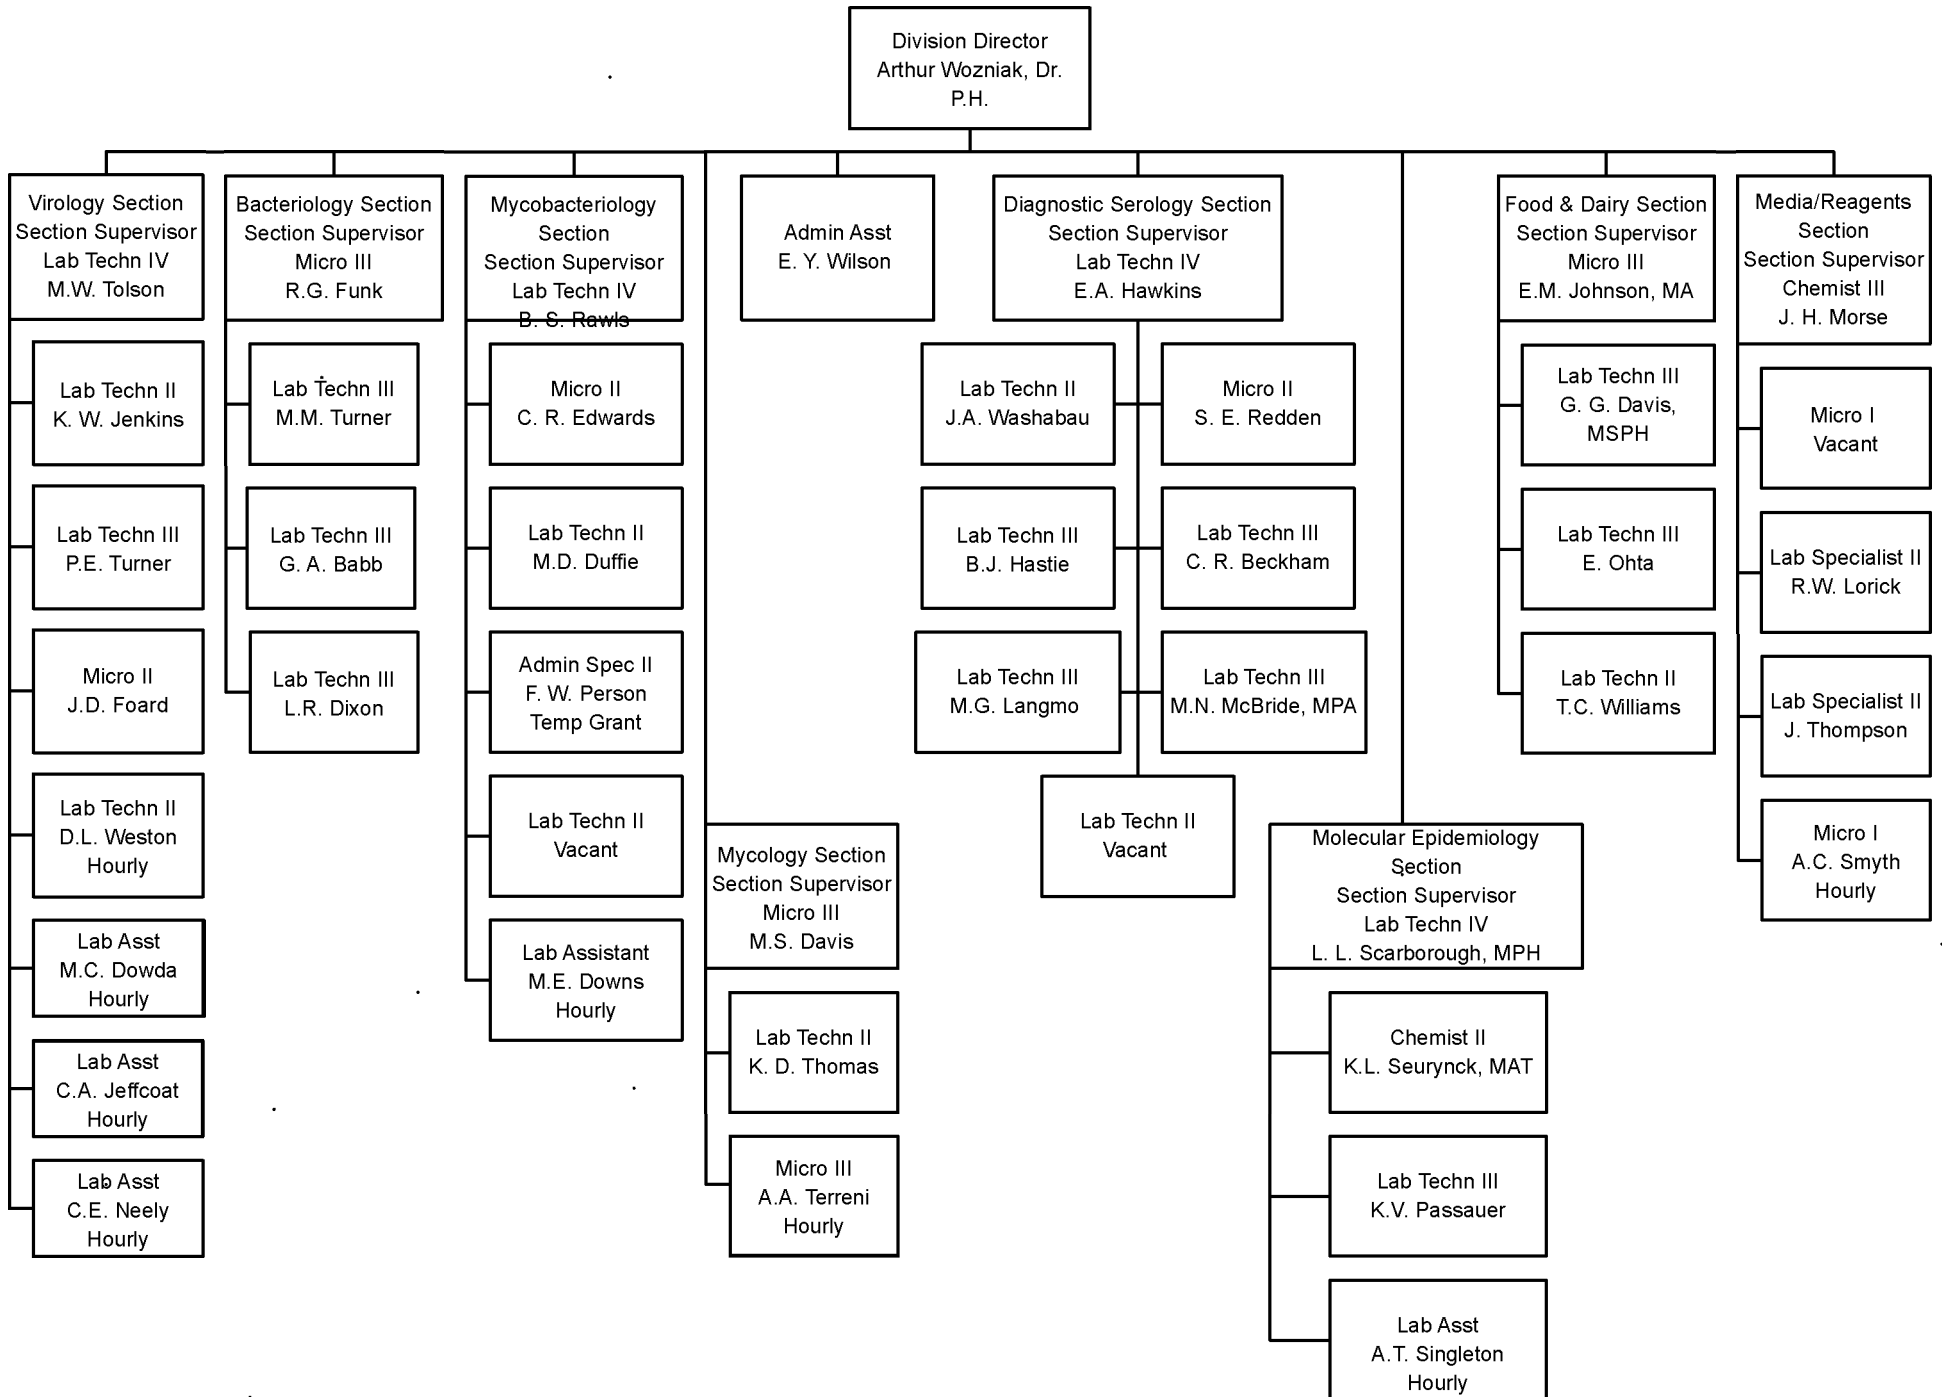 Division Director
Arthur Wozniak, Dr.
P.H.
Virology Section
Section Supervisor
Lab Techn IV
M.W. Tolson
Lab Techn II
K. W. Jenkins
Lab Techn III
P.E. Turner
Micro II
J.D. Foard
Lab Techn II
D.L. Weston
Hourly
Lab Asst
M.C. Dowda
Hourly
Lab Asst
C.A. Jeffcoat
Hourly
Lab Asst
C.E. Neely
Hourly
Bacteriology Section
Section Supervisor
Micro III
R.G. Funk
Lab Techn III
M.M. Turner
Lab Techn III
G. A. Babb
Lab Techn III
L.R. Dixon
Mycobacteriology
Section
Section Supervisor
Lab Techn IV
B. S. Rawls
Micro II
C. R. Edwards
Lab Techn II
M.D. Duffie
Admin Spec II
F. W. Person
Temp Grant
Lab Techn II
Vacant
Lab Assistant
M.E. Downs
Hourly
Mycology Section
Section Supervisor
Micro III
M.S. Davis
Lab Techn II
K. D. Thomas
Micro III
A.A. Terreni
Hourly
Admin Asst
E. Y. Wilson
Diagnostic Serology Section
Section Supervisor
Lab Techn IV
E.A. Hawkins
Lab Techn II
J.A. Washabau
Micro II
S. E. Redden
Lab Techn III
B.J. Hastie
Lab Techn III
C. R. Beckham
Lab Techn III
M.G. Langmo
Lab Techn III
M.N. McBride, MPA
Lab Techn II
Vacant
Molecular Epidemiology
Section
Section Supervisor
Lab Techn IV
L. L. Scarborough, MPH
Chemist II
K.L. Seurynck, MAT
Lab Techn III
K.V. Passauer
Lab Asst
A.T. Singleton
Hourly
Food & Dairy Section
Section Supervisor
Micro III
E.M. Johnson, MA
Lab Techn III
G. G. Davis,
MSPH
Lab Techn III
E. Ohta
Lab Techn II
T.C. Williams
Media/Reagents
Section
Section Supervisor
Chemist III
J. H. Morse
Micro I
Vacant
Lab Specialist II
R.W. Lorick
Lab Specialist II
J. Thompson
Micro I
A.C. Smyth
Hourly